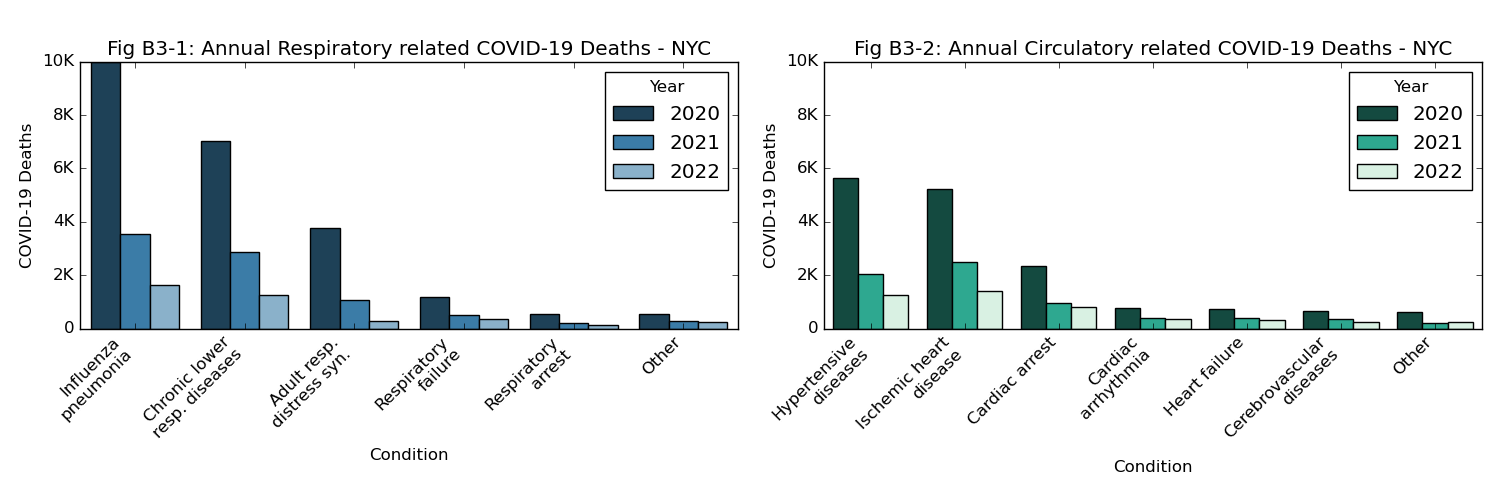 Fig B3-1: Annual Respiratory related COVID-19 Deaths - NYC
10K
8K
6K
4K
2K
0
COVID-19 Deaths
Year
2020
2021
2022
Influenza
pneumonia
Chronic lower
resp. diseases
Adult resp.
distress syn.
Respiratory
failure
Respiratory
arrest
Other
Condition
Fig B3-2: Annual Circulatory related COVID-19 Deaths - NYC
10K
8K
6K
4K
2K
0
COVID-19 Deaths
Year
2020
2021
2022
Hypertensive
diseases
Ischemic heart
disease
Cardiac arrest
Cardiac
arrhythmia
Heart failure
Cerebrovascular
diseases
Other
Condition